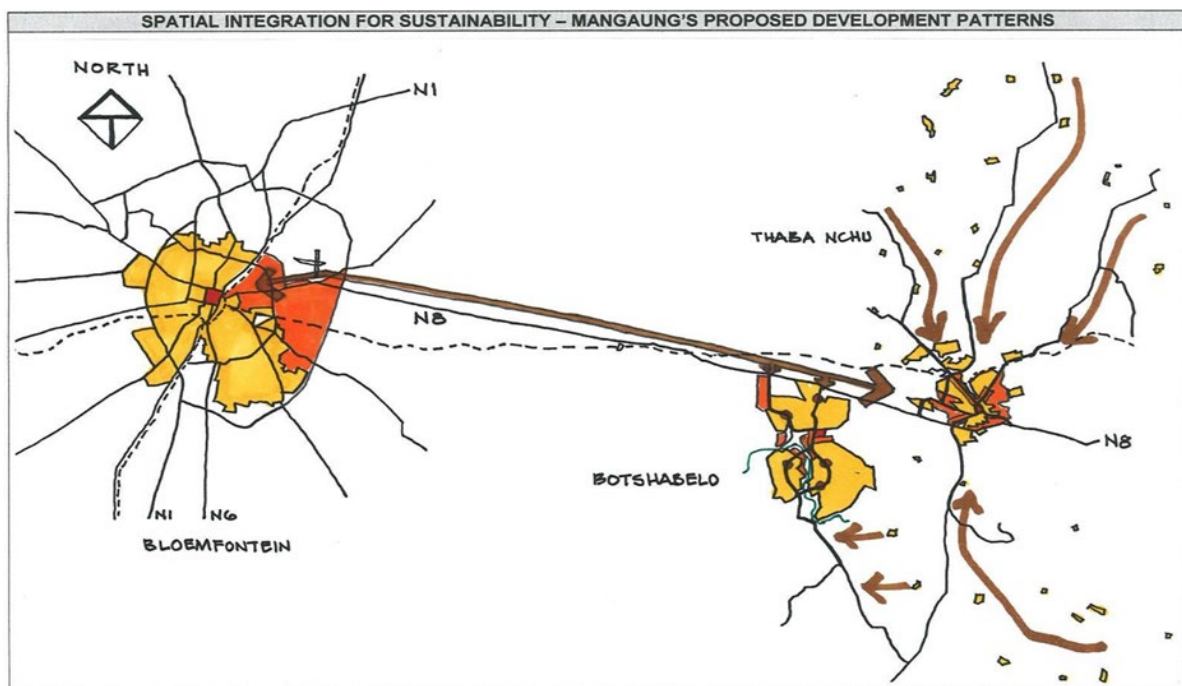 SPATIAL INTEGRATION FOR SUSTAINABILITY – MANGAUNG'S PROPOSED DEVELOPMENT PATTERNS
NORTH
N1
THABA NCHU
N8
N8
BOTSHABELO
N1
N6
BLOEMFONTEIN